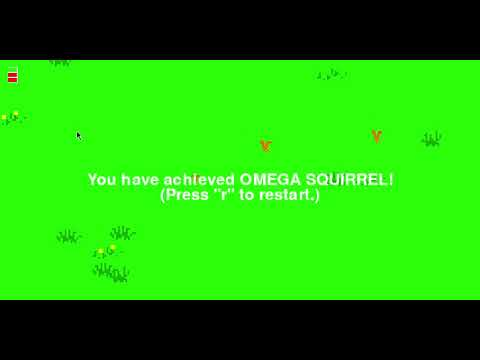 You have achieved OMEGA SQUIRREL!
(Press "r" to restart.)